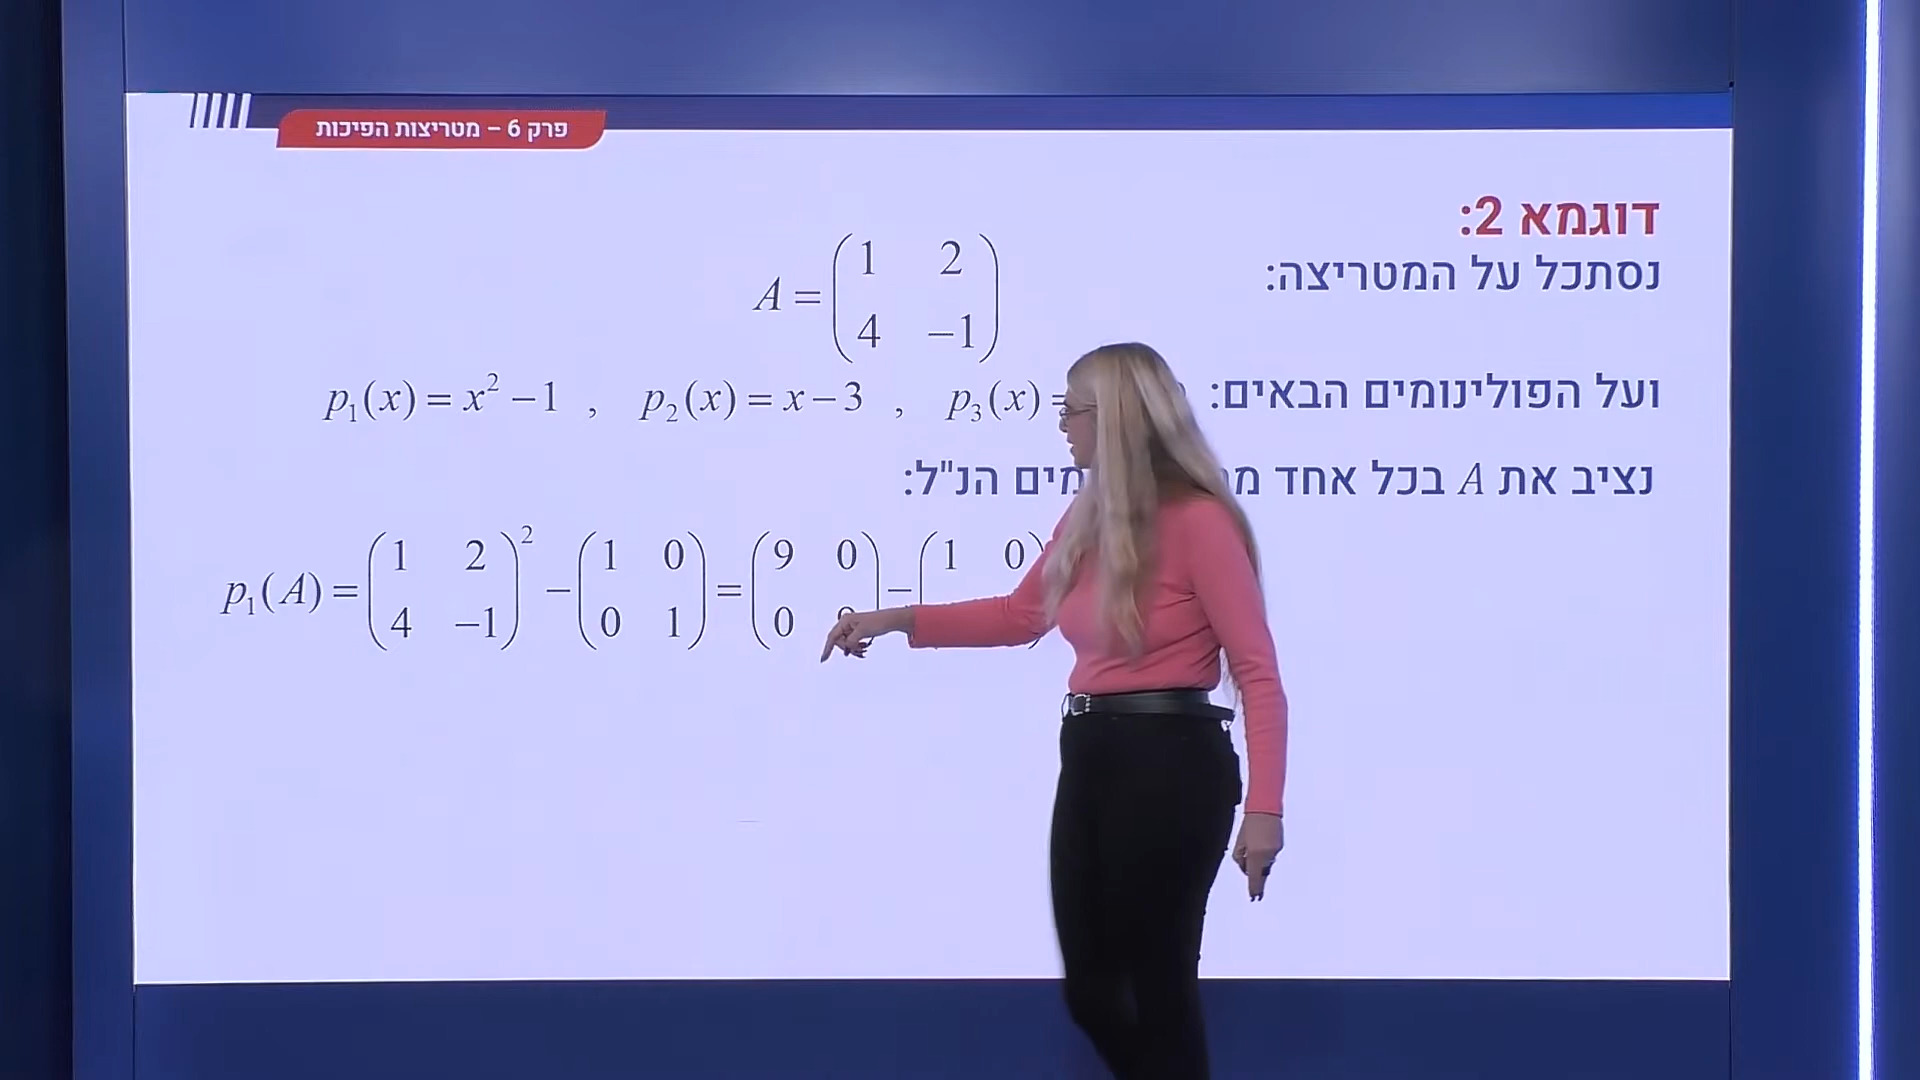 פרק 6 – מטריצות הפיכות
דוגמא 2:
נסתכל על המטריצה:
A = ( 1 2
4 −1 )
ועל הפולינומים הבאים: p₁(x) = x² − 1 , p₂(x) = x − 3 , p₃(x) =
נציב את A בכל אחד הנ"ל:
p₁(A) = ( 1 2 )² − ( 1 0 ) = ( 9 0 ) − ( 1 0 )
( 4 −1 ) ( 0 1 ) ( 0